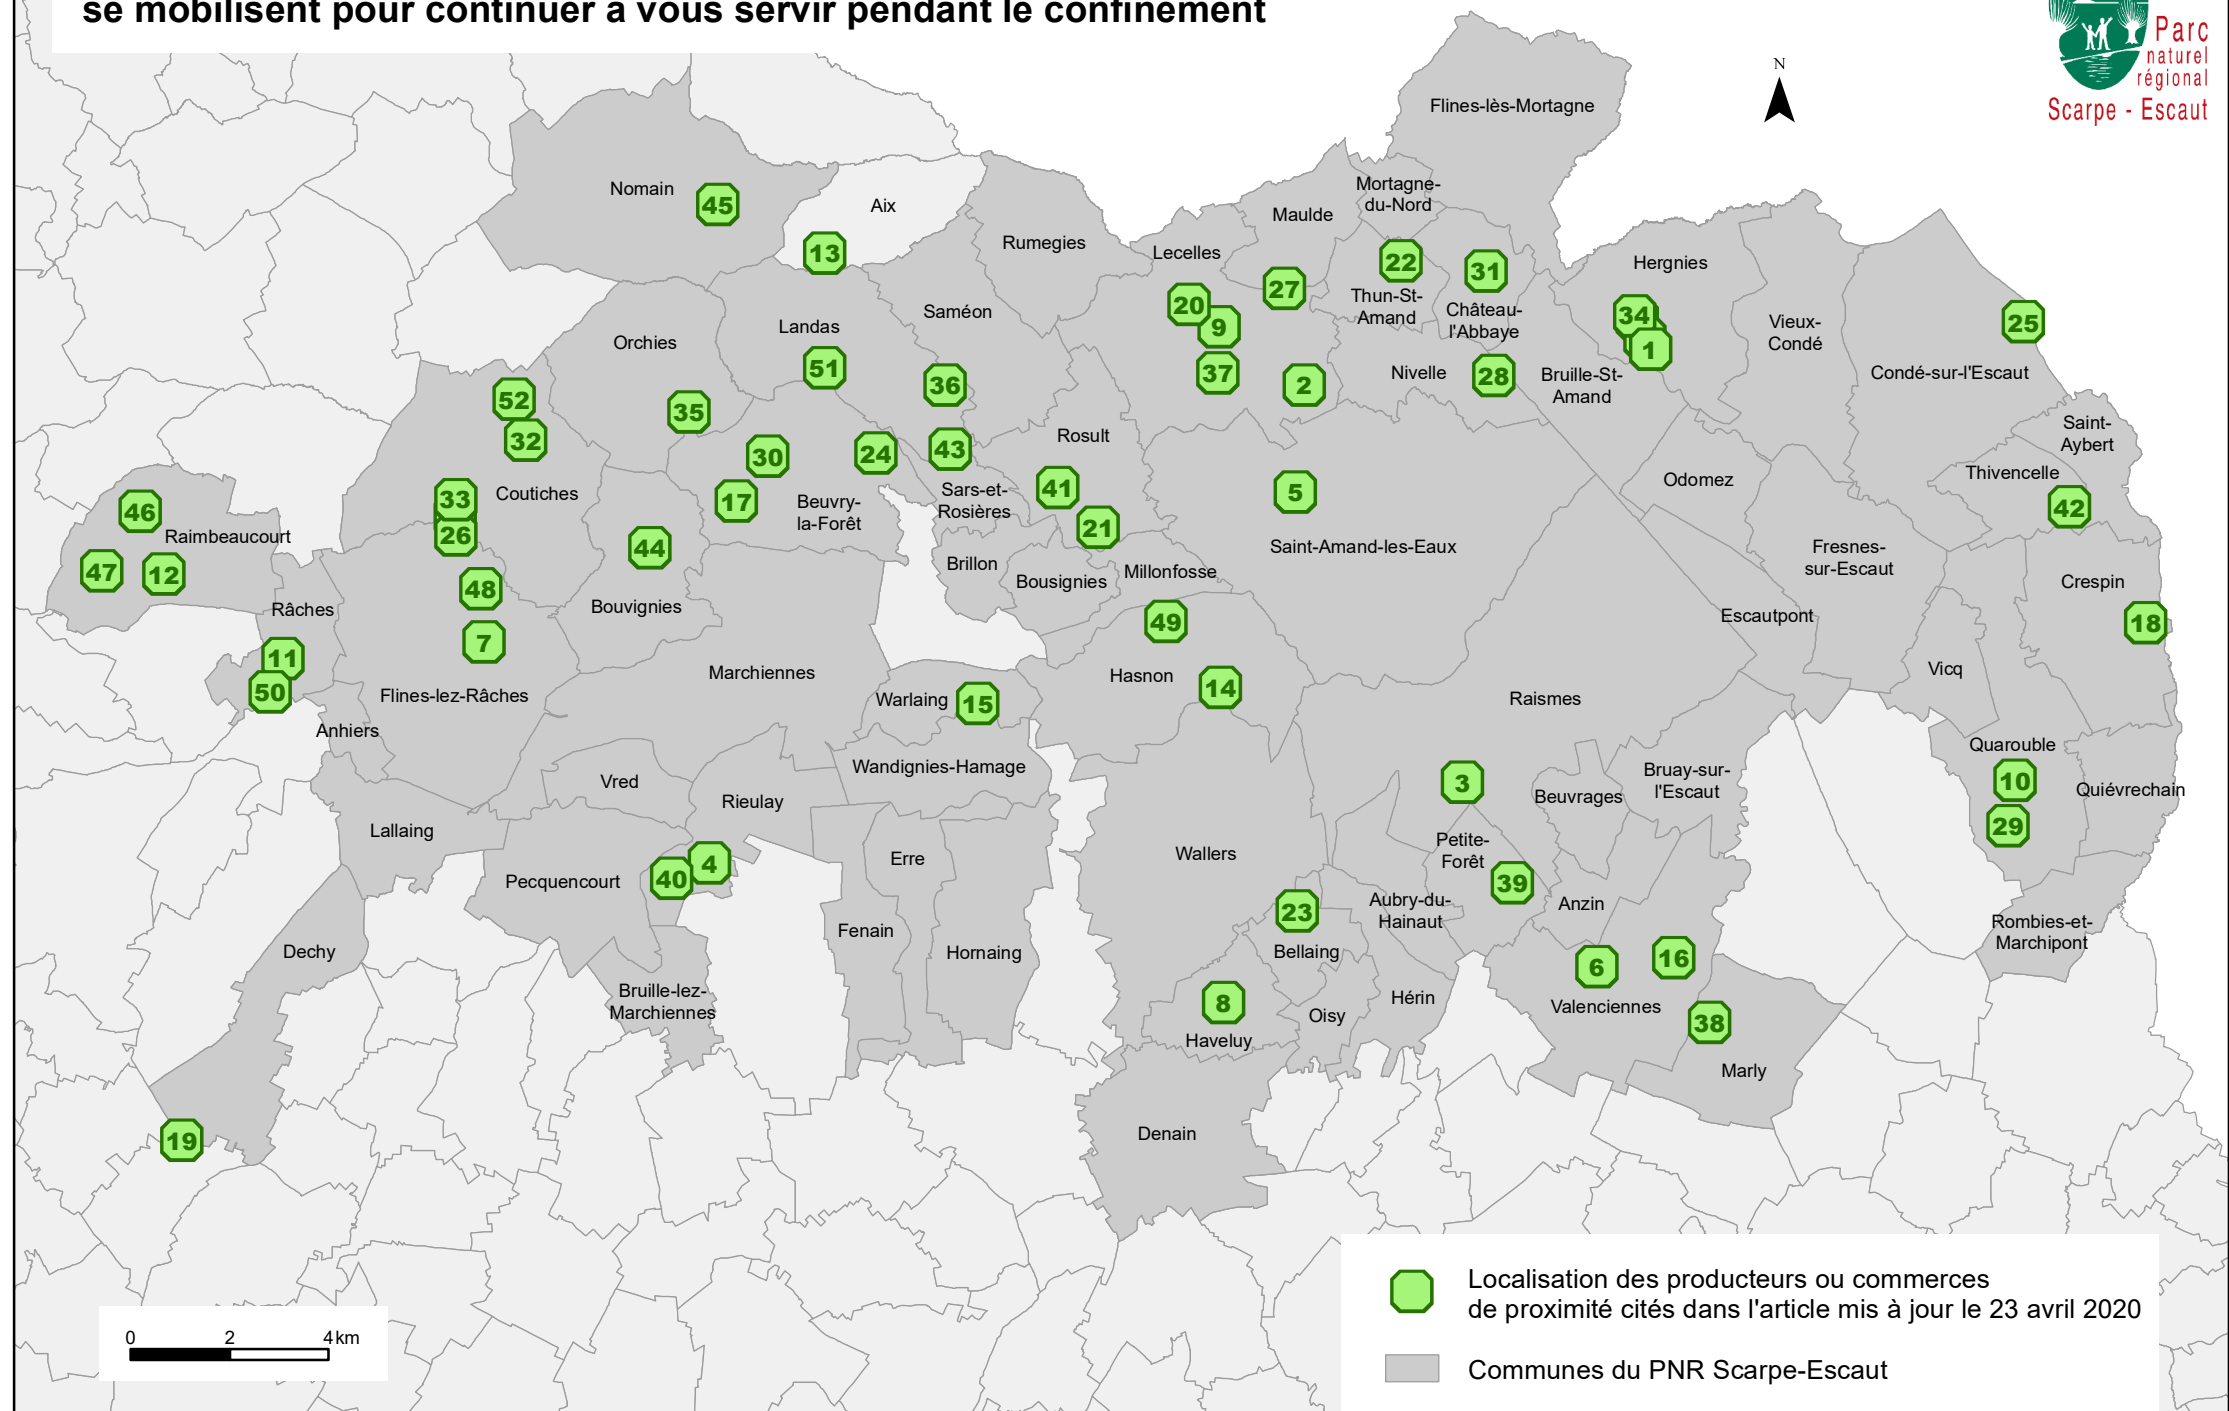 se mobilisent pour continuer à vous servir pendant le confinement
Parc
naturel
régional
Scarpe - Escaut
N
Flines-lès-Mortagne
Nomain
45
Aix
13
Mortagne-
du-Nord
Maulde
Rumegies
Lecelles
22
31
Hergnies
27
20
9
Thun-St-
Amand
Château-
l'Abbaye
34
1
Vieux-
Condé
25
Saméon
Landas
Orchies
51
36
37
2
Nivelle
28
Bruille-St-
Amand
Condé-sur-l'Escaut
52
32
35
Saint-
Aybert
Rosult
43
30
24
Thivencelle
Odomez
42
33
Coutiches
26
17
Beuvry-
la-Forêt
Sars-et-
Rosières
41
21
5
46
Raimbeaucourt
47
12
44
Saint-Amand-les-Eaux
Fresnes-
sur-Escaut
Brillon
Bousignies
Millonfosse
Crespin
48
Râches
Bouvignies
49
Escautpont
18
7
11
50
Marchiennes
Hasnon
14
Vicq
Flines-lez-Râches
Warlaing
15
Raismes
Anhiers
Quarouble
Wandignies-Hamage
Vred
Rieulay
3
Beuvrages
Bruay-sur-
l'Escaut
10
Quiévrechain
29
Lallaing
Petite-
Forêt
Wallers
Erre
4
40
Pecquencourt
39
23
Aubry-du-
Hainaut
Anzin
Fenain
Rombies-et-
Marchipont
Dechy
Hornaing
Bellaing
6
16
8
Bruille-lez-
Marchiennes
Hérin
Valenciennes
Oisy
38
Haveluy
Marly
Denain
19
Localisation des producteurs ou commerces
de proximité cités dans l'article mis à jour le 23 avril 2020
Communes du PNR Scarpe-Escaut
0 2 4 km